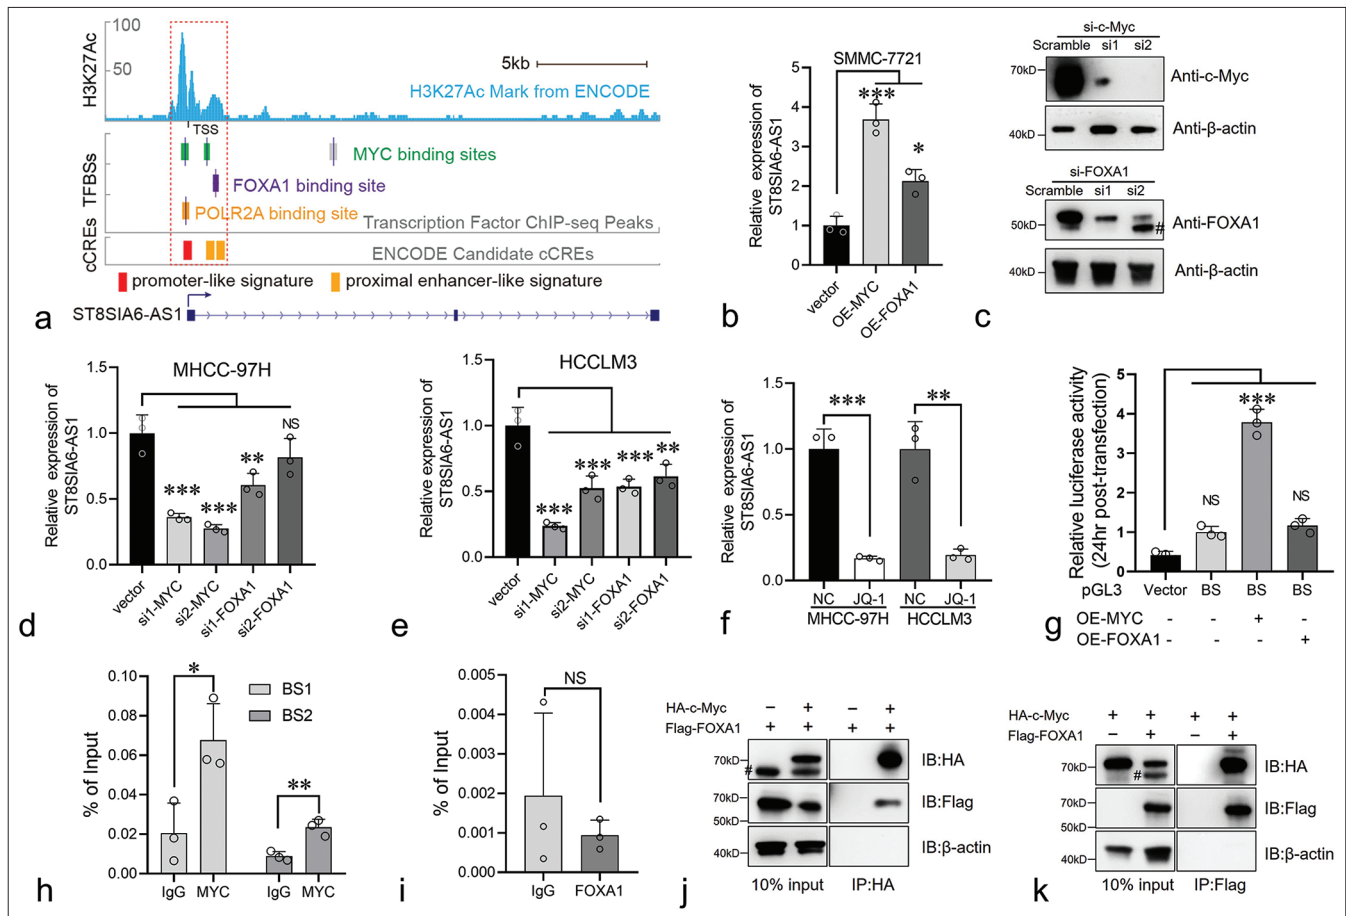 100
50
H3K27Ac
5kb
H3K27Ac Mark from ENCODE
TSS
TFBSs
MYC binding sites
FOXA1 binding site
POLR2A binding site
Transcription Factor ChIP-seq Peaks
cCREs
ENCODE Candidate cCREs
promoter-like signature
proximal enhancer-like signature
ST8SIA6-AS1
a
SMMC-7721
Relative expression of
ST8SIA6-AS1
5
4
3
2
1
0
***
*
vector
OE-MYC
OE-FOXA1
b
si-c-Myc
Scramble si1 si2
70kD
Anti-c-Myc
40kD
Anti-β-actin
si-FOXA1
Scramble si1 si2
50kD
#
Anti-FOXA1
40kD
Anti-β-actin
c
MHCC-97H
Relative expression of
ST8SIA6-AS1
1.5
1.0
0.5
0.0
***
***
**
NS
vector
si1-MYC
si2-MYC
si1-FOXA1
si2-FOXA1
d
HCCLM3
Relative expression of
ST8SIA6-AS1
1.5
1.0
0.5
0.0
***
***
***
**
vector
si1-MYC
si2-MYC
si1-FOXA1
si2-FOXA1
e
Relative expression of
ST8SIA6-AS1
1.5
1.0
0.5
0.0
***
**
NC JQ-1 NC JQ-1
MHCC-97H HCCLM3
f
Relative luciferase activity
(24hr post-transfection)
5
4
3
2
1
0
NS
***
NS
pGL3 Vector BS BS BS
OE-MYC - - + -
OE-FOXA1 - - - +
g
% of Input
0.10
0.08
0.06
0.04
0.02
0.00
*
**
BS1
BS2
IgG MYC IgG MYC
h
% of Input
0.005
0.004
0.003
0.002
0.001
0.000
NS
IgG FOXA1
i
HA-c-Myc − + − +
Flag-FOXA1 + + + +
70kD
#
IB:HA
70kD
50kD
IB:Flag
40kD
IB:β-actin
10% input IP:HA
j
HA-c-Myc + + + +
Flag-FOXA1 − + − +
70kD
#
IB:HA
70kD
50kD
IB:Flag
40kD
IB:β-actin
10% input IP:Flag
k